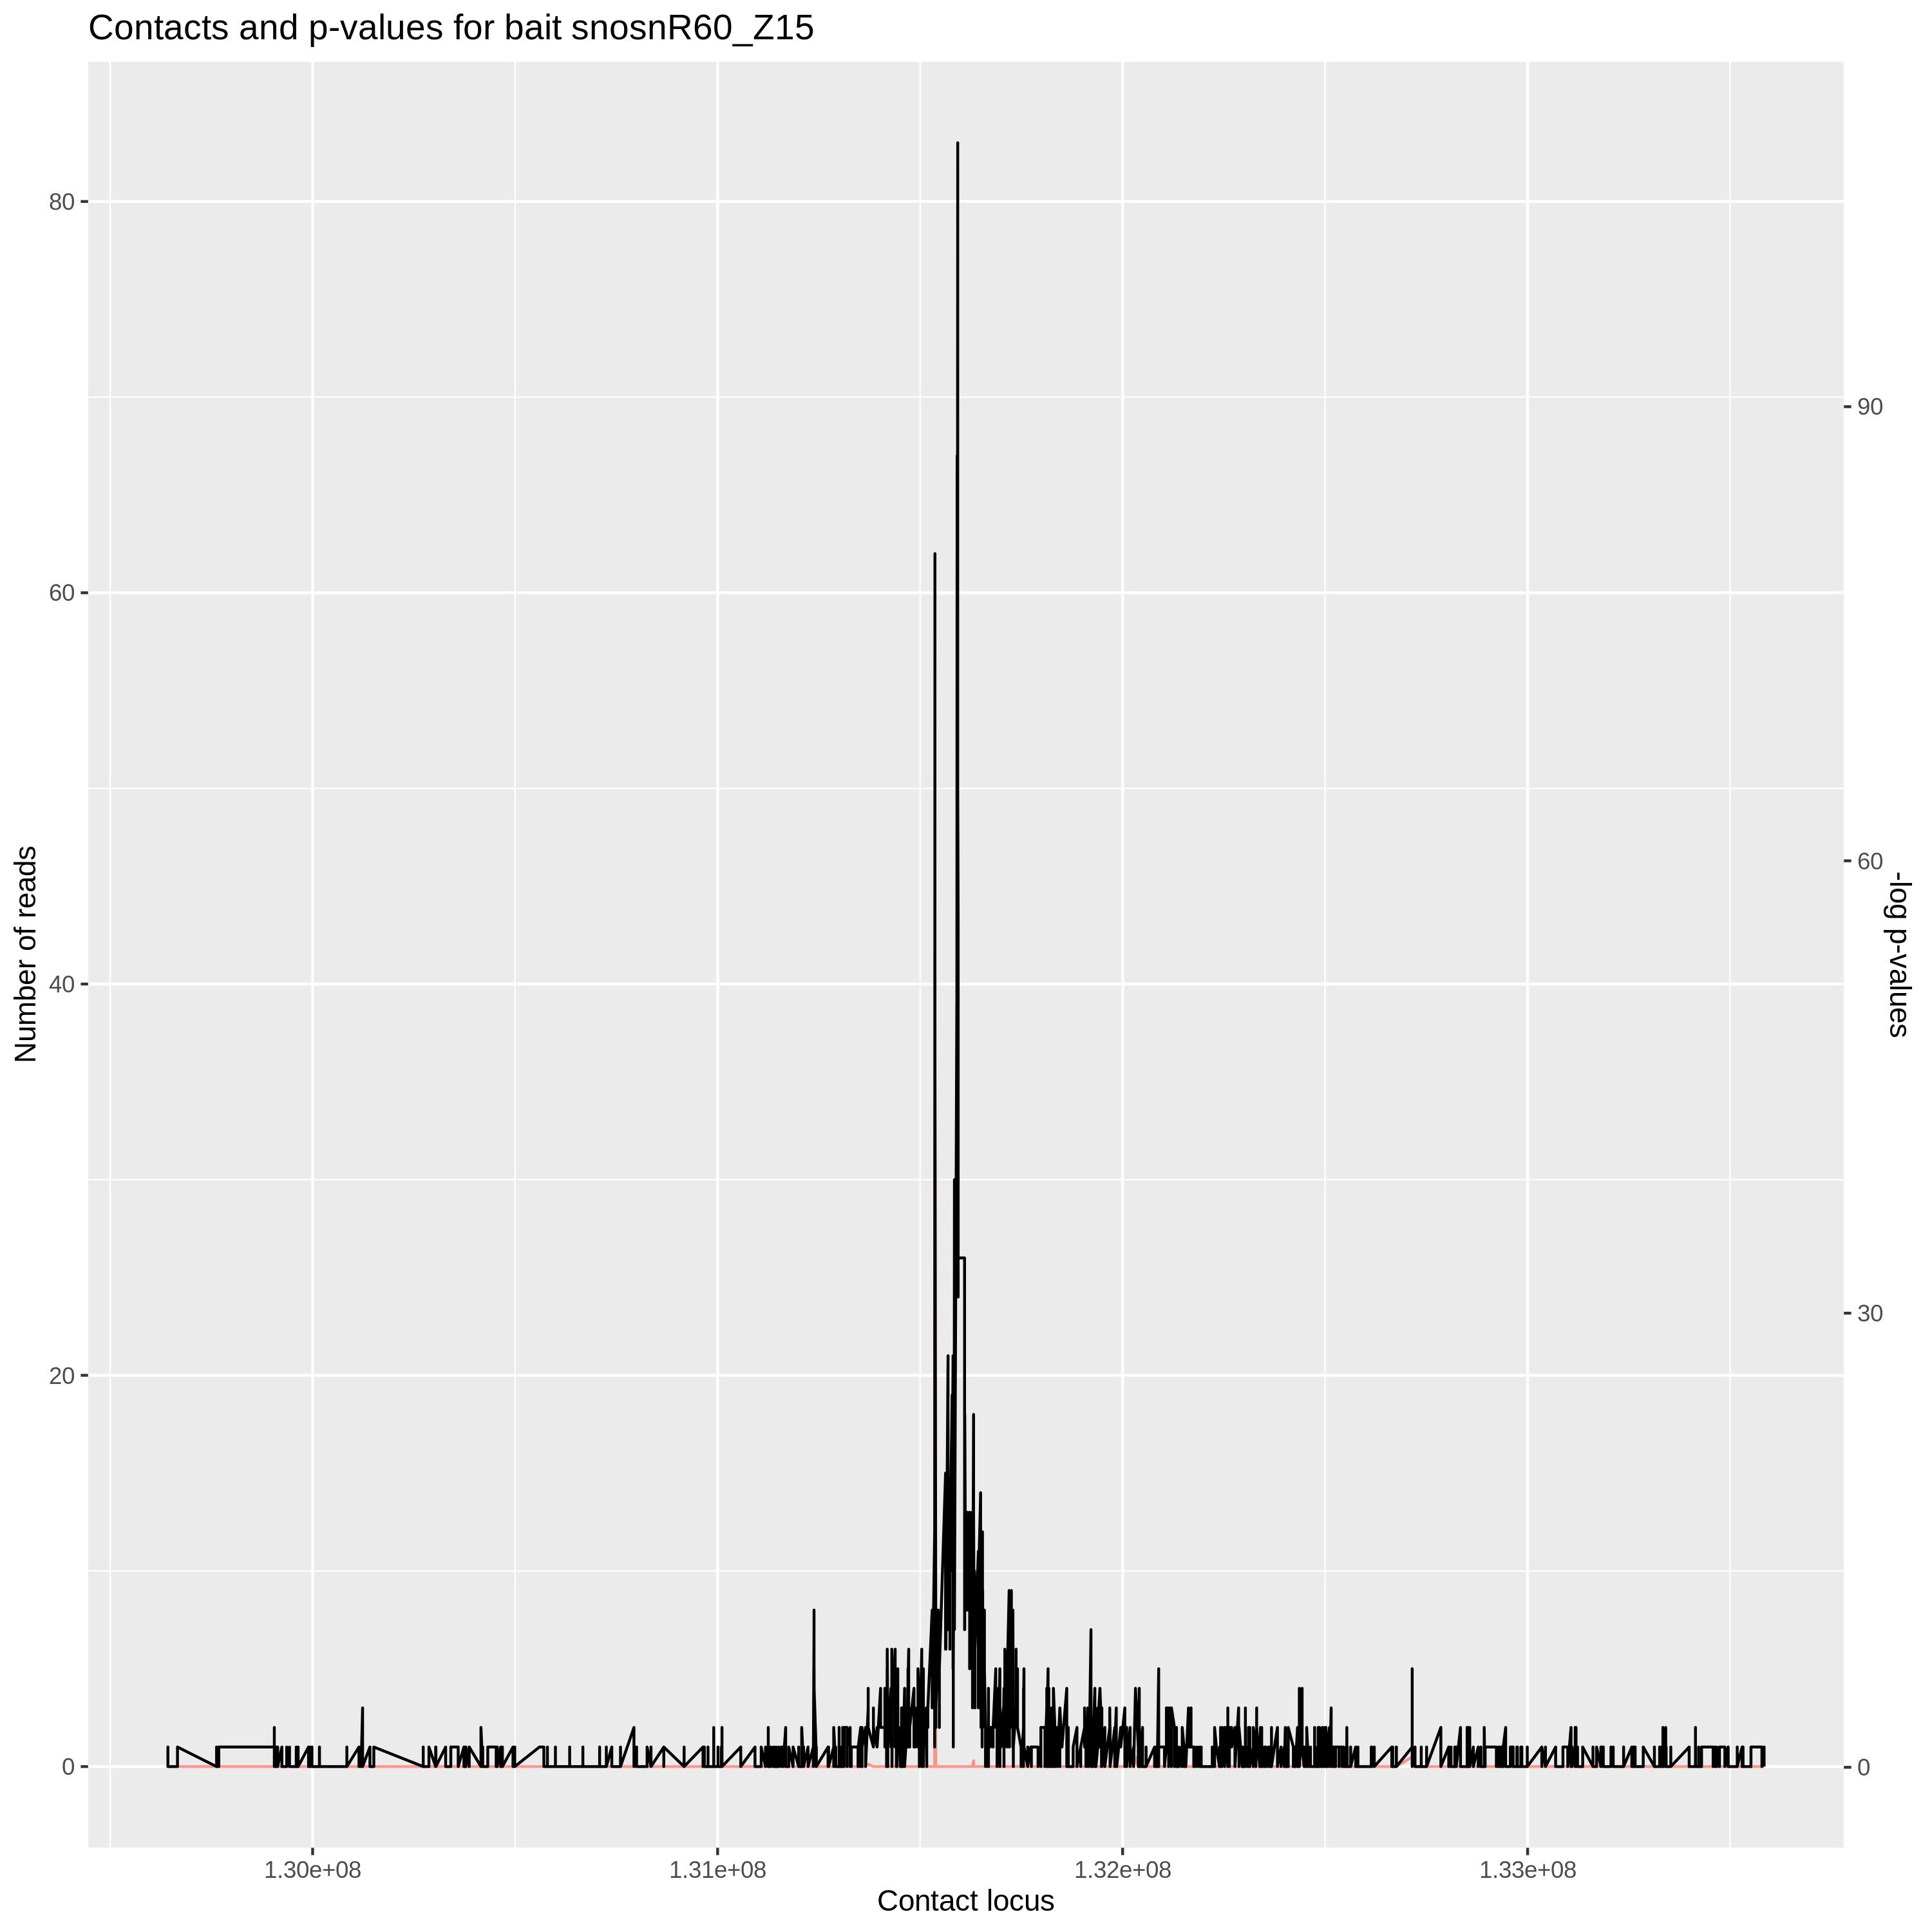 Contacts and p-values for bait snosnR60_Z15
Number of reads
80
60
40
20
0
90
60
30
0
-log p-values
1.30e+08
1.31e+08
1.32e+08
1.33e+08
Contact locus